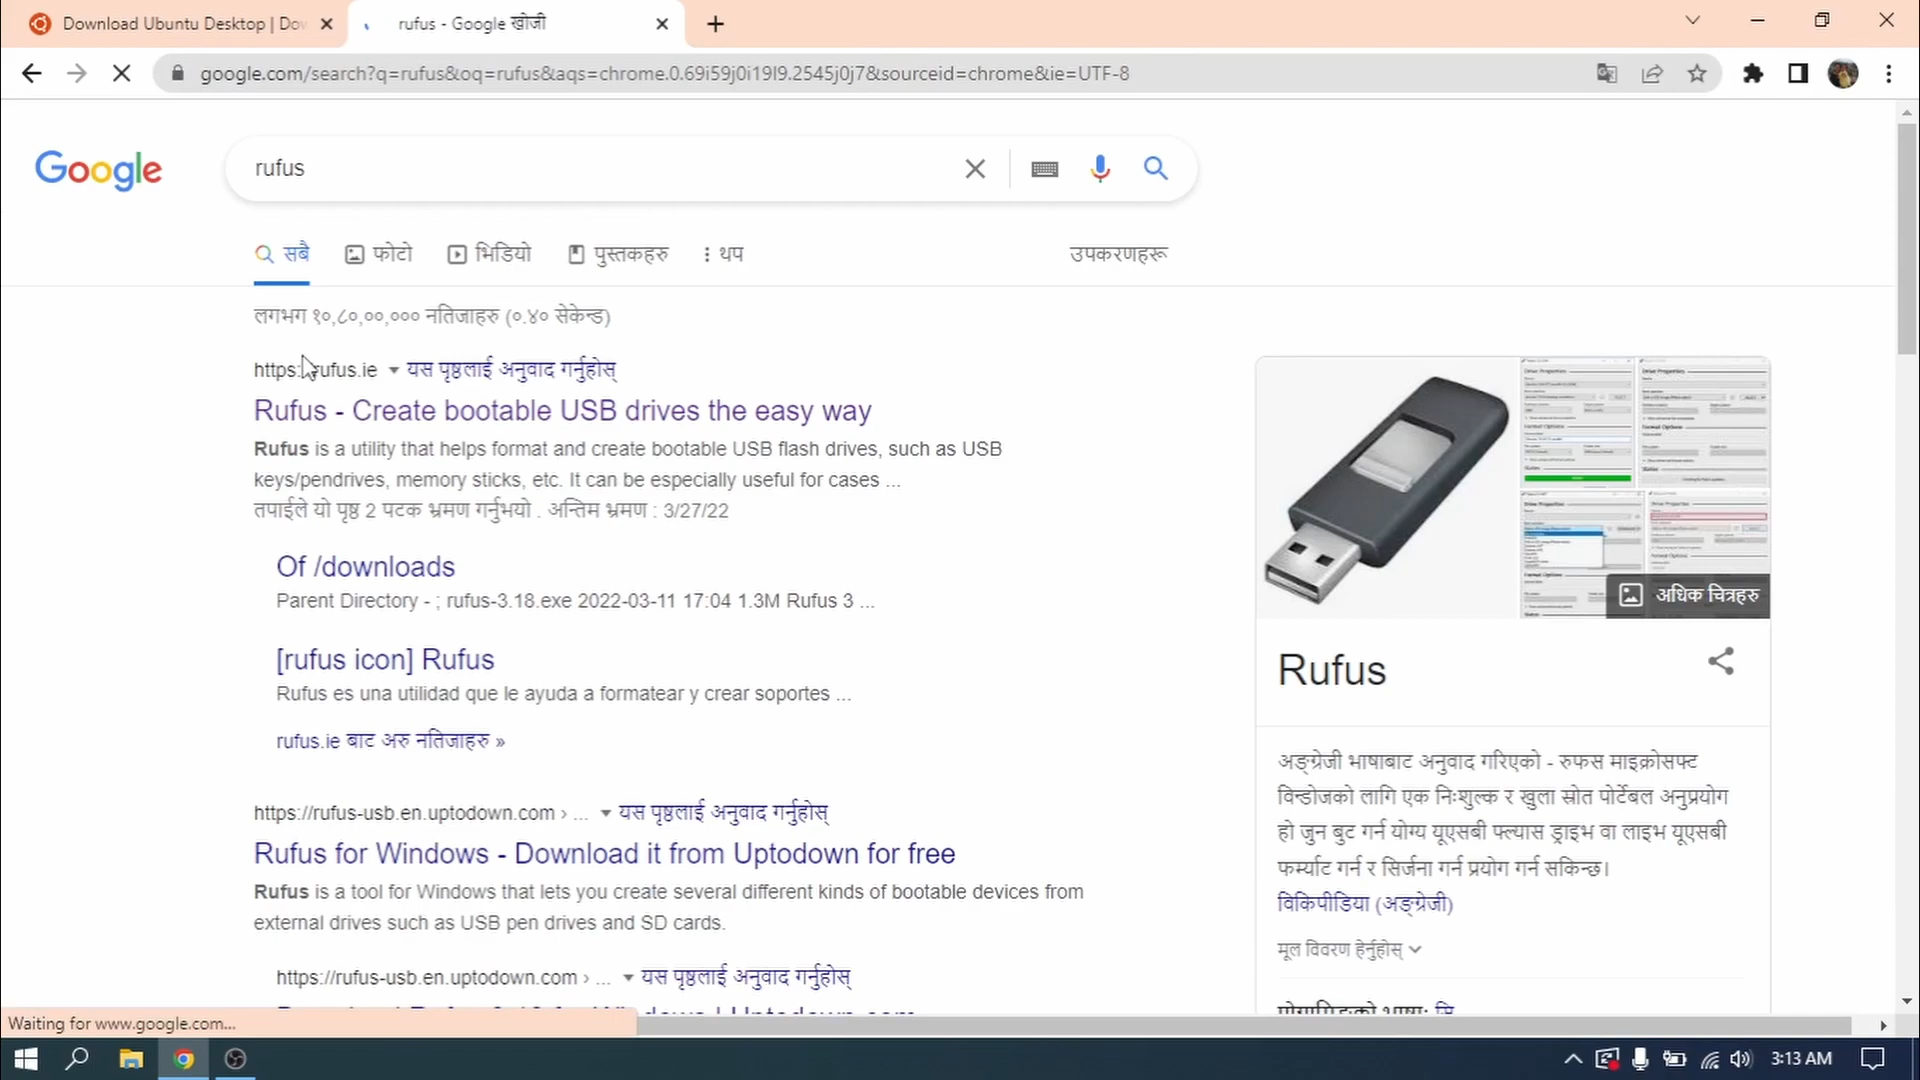 Download Ubuntu Desktop | Dow
rufus - Google खोजी
google.com/search?q=rufus&oq=rufus&aqs=chrome.0.69i59j0i19l9.2545j0j7&sourceid=chrome&ie=UTF-8
Google
rufus
सबै
फोटो
भिडियो
पुस्तकहरु
थप
उपकरणहरू
लगभग १०,८०,००,००० नतिजाहरु (०.४० सेकेन्ड)
https://rufus.ie यस पृष्ठलाई अनुवाद गर्नुहोस्
Rufus - Create bootable USB drives the easy way
Rufus is a utility that helps format and create bootable USB flash drives, such as USB
keys/pendrives, memory sticks, etc. It can be especially useful for cases ...
तपाईले यो पृष्ठ 2 पटक भ्रमण गर्नुभयो . अन्तिम भ्रमण : 3/27/22
Of /downloads
Parent Directory - ; rufus-3.18.exe 2022-03-11 17:04 1.3M Rufus 3 ...
[rufus icon] Rufus
Rufus es una utilidad que le ayuda a formatear y crear soportes ...
rufus.ie बाट अरु नतिजाहरु »
https://rufus-usb.en.uptodown.com › ... यस पृष्ठलाई अनुवाद गर्नुहोस्
Rufus for Windows - Download it from Uptodown for free
Rufus is a tool for Windows that lets you create several different kinds of bootable devices from
external drives such as USB pen drives and SD cards.
https://rufus-usb.en.uptodown.com › ... यस पृष्ठलाई अनुवाद गर्नुहोस्
अधिक चित्रहरु
Rufus
अङ्ग्रेजी भाषाबाट अनुवाद गरिएको - रुफस माइक्रोसफ्ट
विन्डोजको लागि एक निःशुल्क र खुला स्रोत पोर्टेबल अनुप्रयोग
हो जुन बुट गर्न योग्य यूएसबी फ्ल्यास ड्राइभ वा लाइभ यूएसबी
फर्म्याट गर्न र सिर्जना गर्न प्रयोग गर्न सकिन्छ।
विकिपीडिया (अङ्ग्रेजी)
मूल विवरण हेर्नुहोस्
Waiting for www.google.com...
3:13 AM